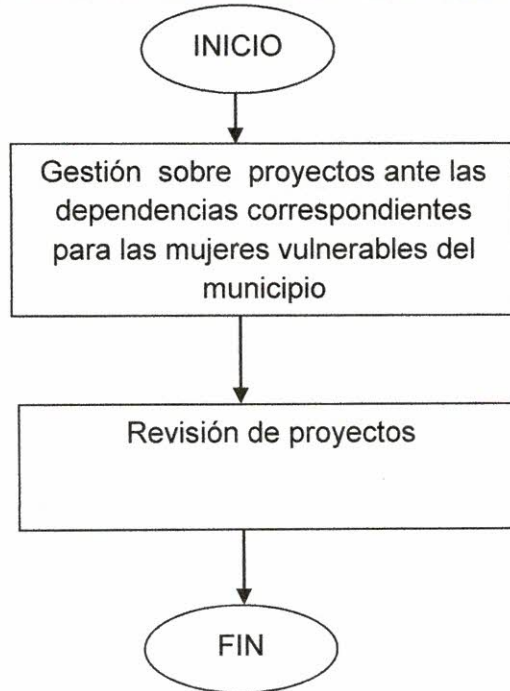 INICIO
Gestión sobre proyectos ante las
dependencias correspondientes
para las mujeres vulnerables del
municipio
Revisión de proyectos
FIN